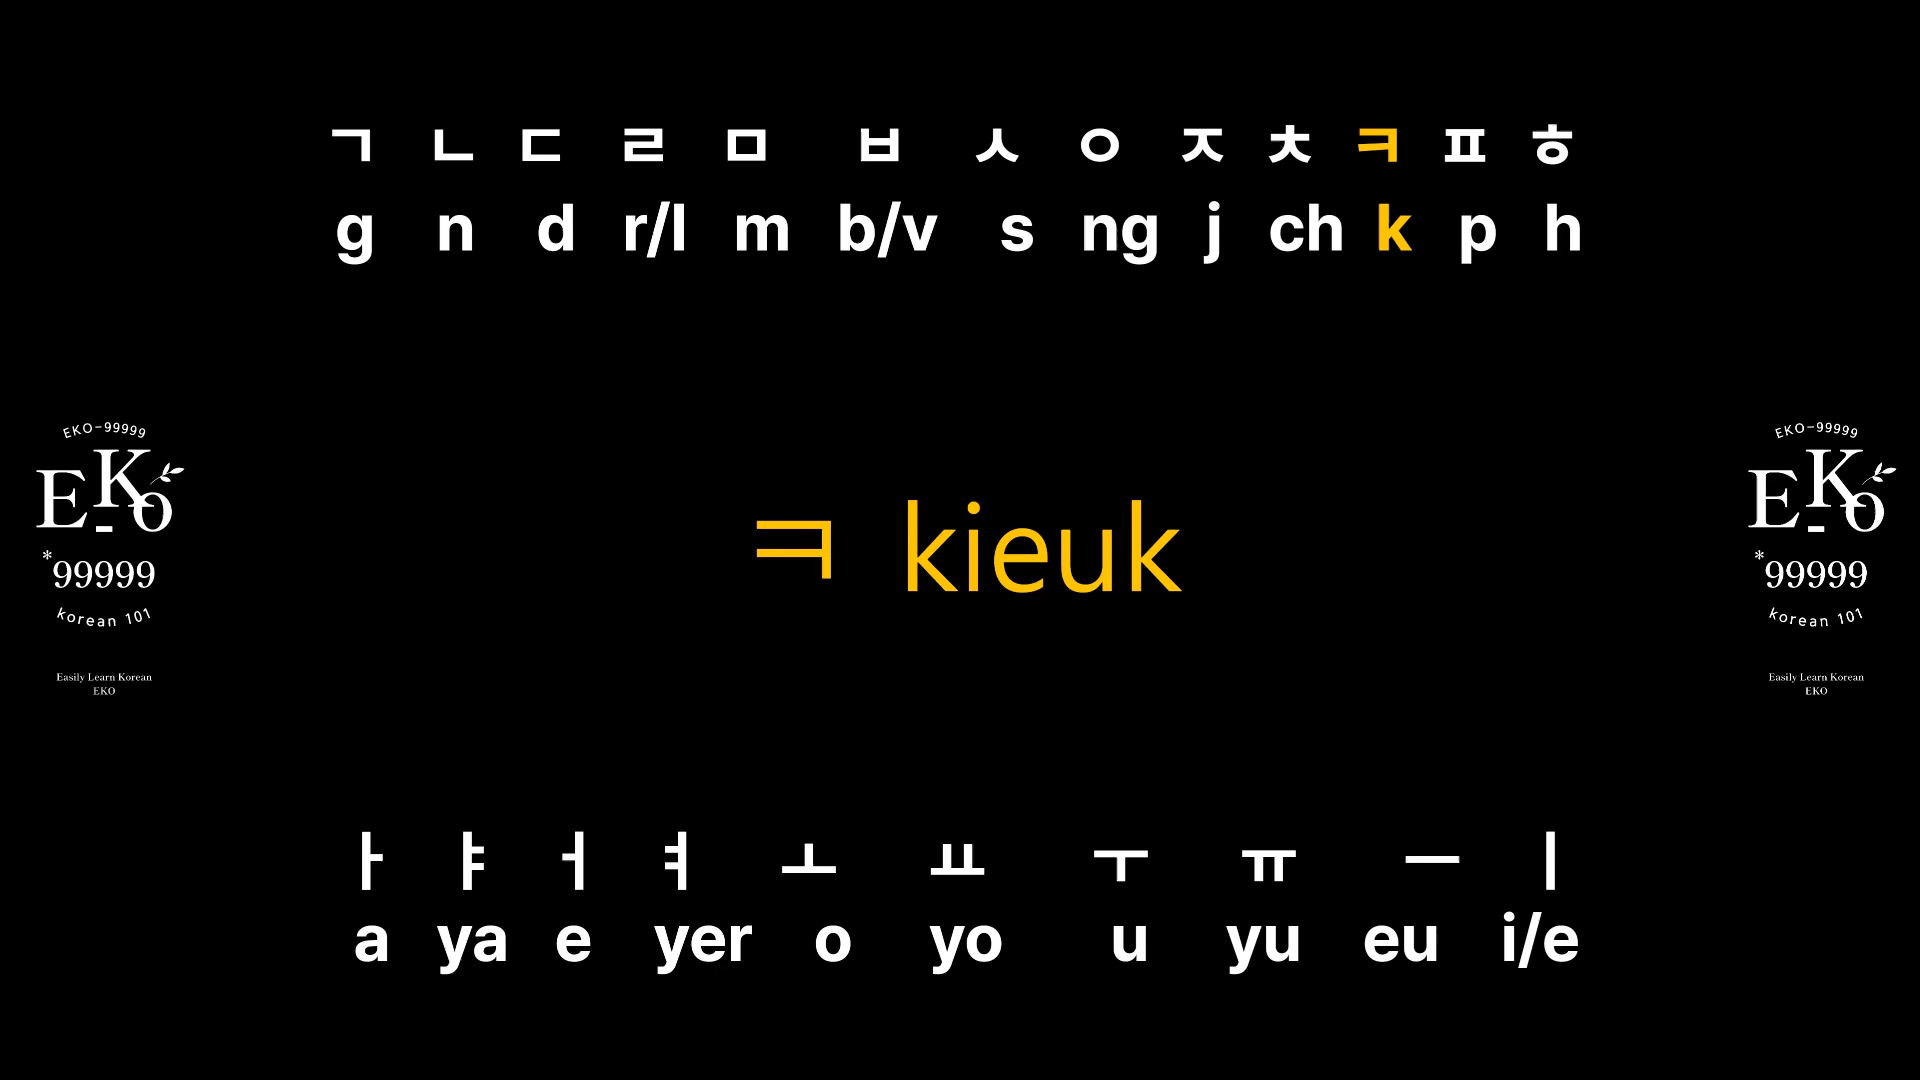 ㄱ ㄴ ㄷ ㄹ ㅁ ㅂ ㅅ ㅇ ㅈ ㅊ ㅋ ㅍ ㅎ
g n d r/l m b/v s ng j ch k p h
EKO-99999
EKo
*99999
korean 101
Easily Learn Korean
EKO
ㅋ kieuk
EKO-99999
EKo
*99999
korean 101
Easily Learn Korean
EKO
ㅏ ㅑ ㅓ ㅕ ㅗ ㅛ ㅜ ㅠ ㅡ ㅣ
a ya e yer o yo u yu eu i/e